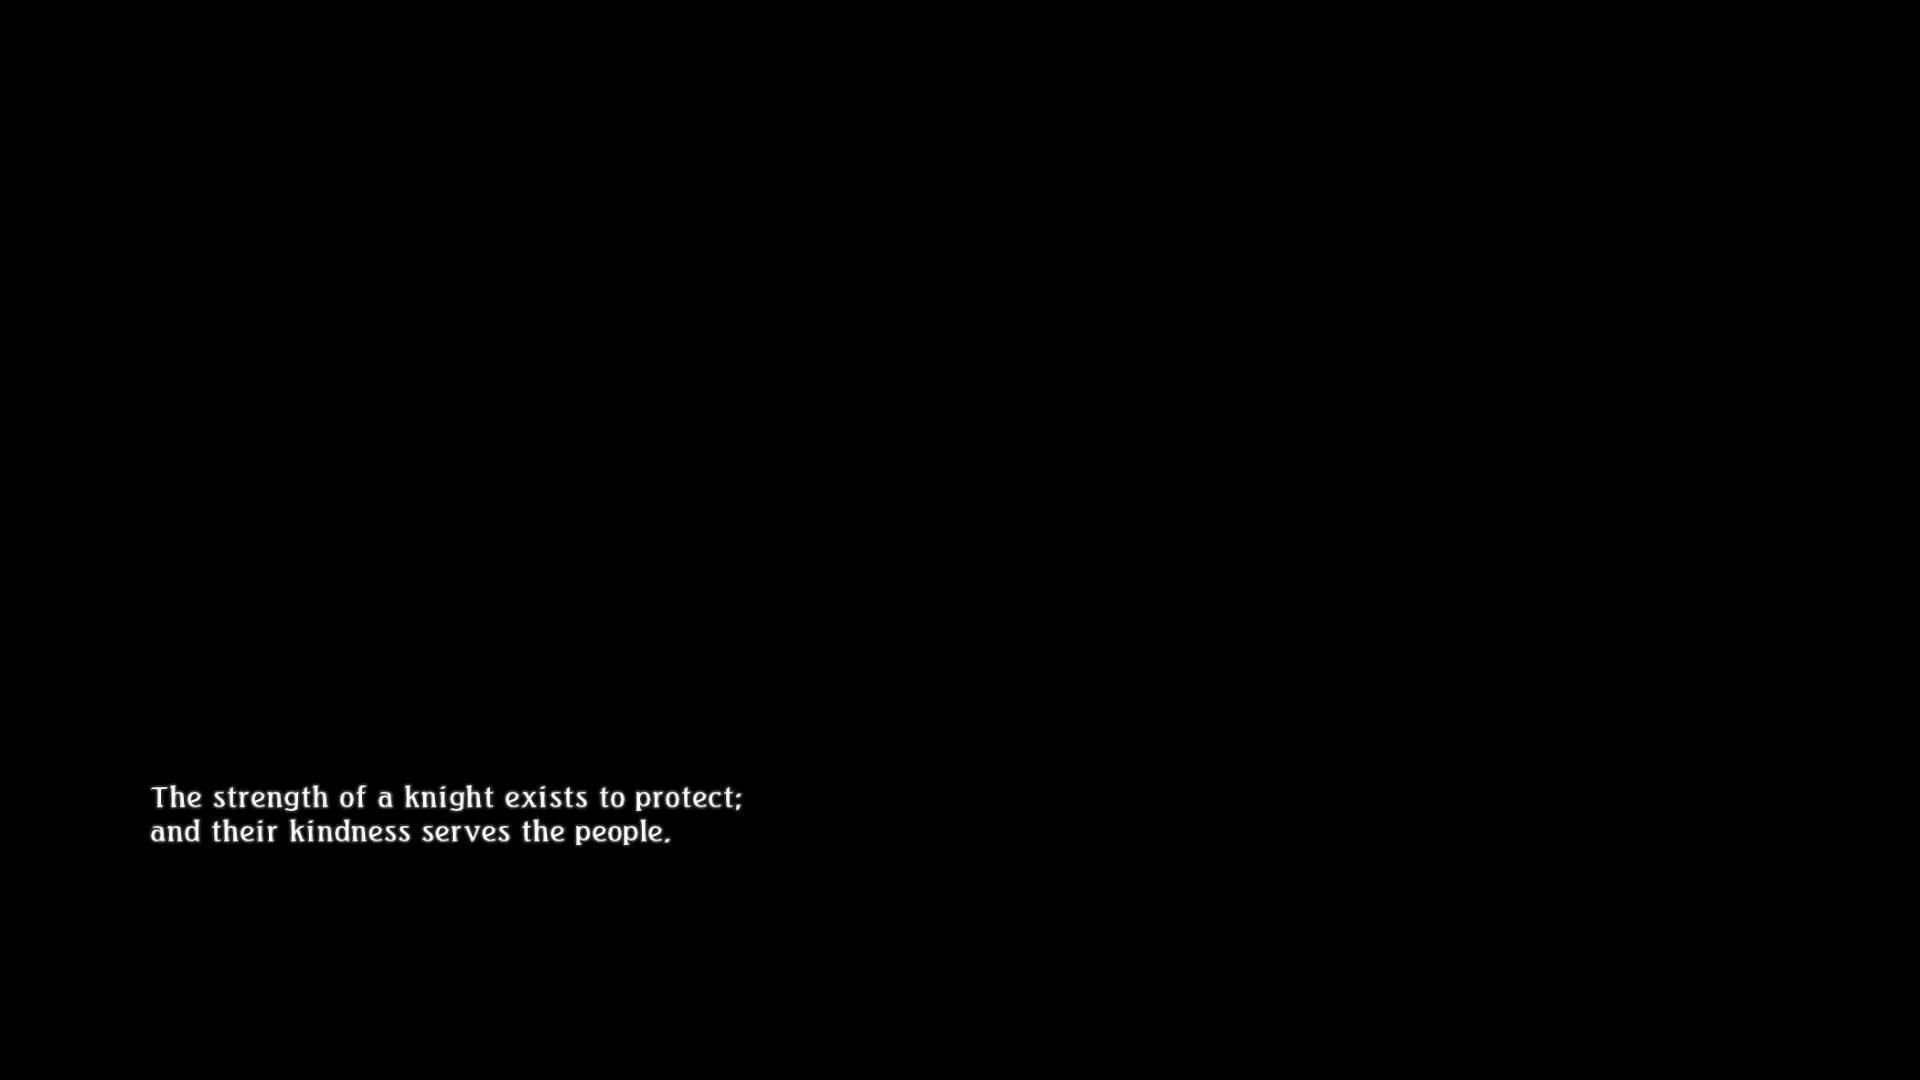 The strength of a knight exists to protect;
and their kindness serves the people.